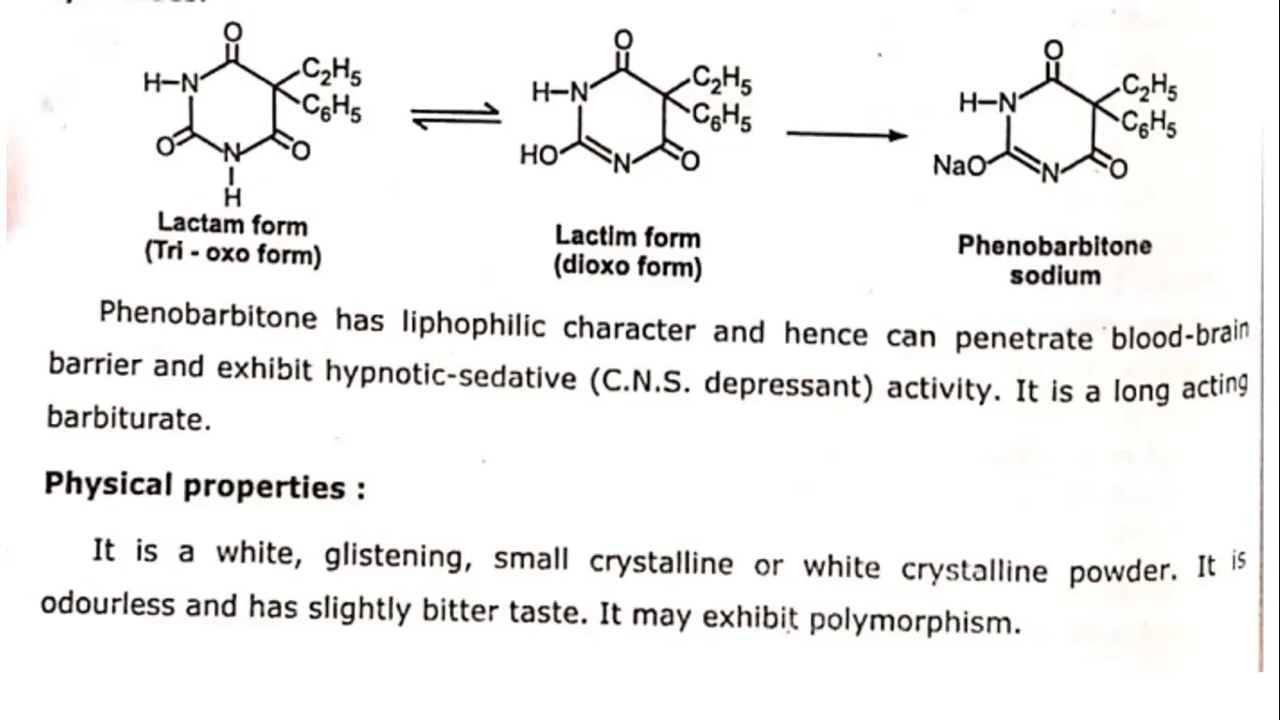 O
H-N
C₂H₅
C₆H₅
O
N
O
H
Lactam form
(Tri - oxo form)
O
H-N
C₂H₅
C₆H₅
HO
N
O
Lactim form
(dioxo form)
O
H-N
C₂H₅
C₆H₅
NaO
N
O
Phenobarbitone
sodium
Phenobarbitone has liphophilic character and hence can penetrate blood-brain
barrier and exhibit hypnotic-sedative (C.N.S. depressant) activity. It is a long acting
barbiturate.
Physical properties :
It is a white, glistening, small crystalline or white crystalline powder. It is
odourless and has slightly bitter taste. It may exhibit polymorphism.